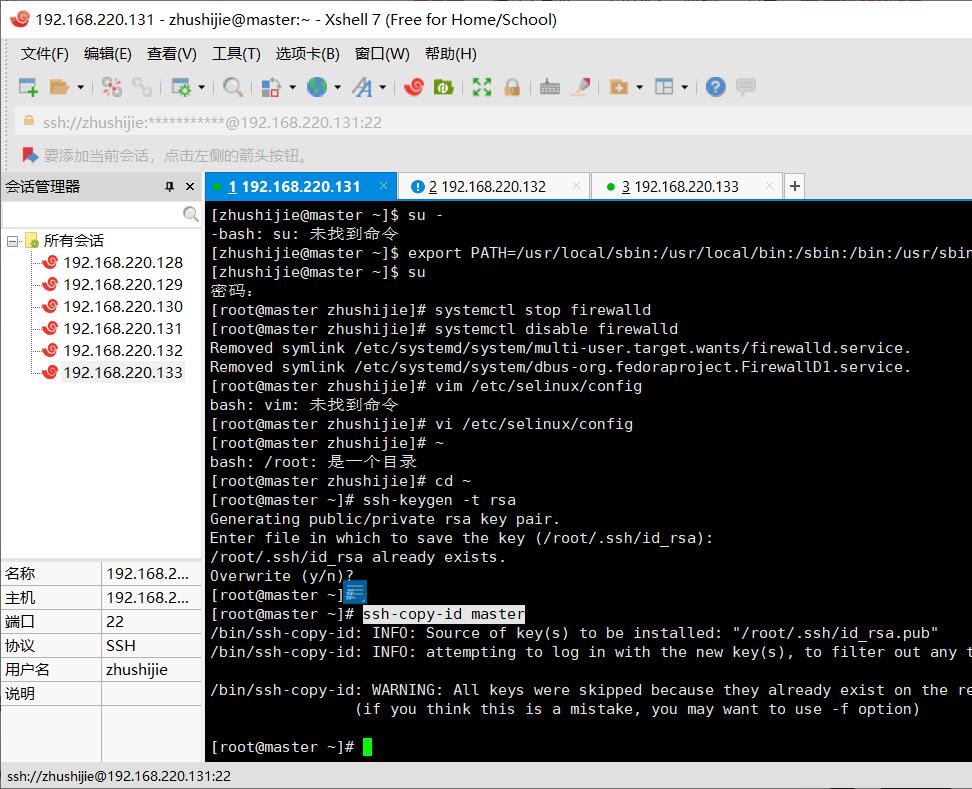 192.168.220.131 - zhushijie@master:~ - Xshell 7 (Free for Home/School)
文件(F) 编辑(E) 查看(V) 工具(T) 选项卡(B) 窗口(W) 帮助(H)
ssh://zhushijie:***********@192.168.220.131:22
要添加当前会话，点击左侧的箭头按钮。
会话管理器
1 192.168.220.131
2 192.168.220.132
3 192.168.220.133
所有会话
192.168.220.128
192.168.220.129
192.168.220.130
192.168.220.131
192.168.220.132
192.168.220.133
名称 192.168.2...
主机 192.168.2...
端口 22
协议 SSH
用户名 zhushijie
说明
[zhushijie@master ~]$ su -
-bash: su: 未找到命令
[zhushijie@master ~]$ export PATH=/usr/local/sbin:/usr/local/bin:/sbin:/bin:/usr/sbin
[zhushijie@master ~]$ su
密码：
[root@master zhushijie]# systemctl stop firewalld
[root@master zhushijie]# systemctl disable firewalld
Removed symlink /etc/systemd/system/multi-user.target.wants/firewalld.service.
Removed symlink /etc/systemd/system/dbus-org.fedoraproject.FirewallD1.service.
[root@master zhushijie]# vim /etc/selinux/config
bash: vim: 未找到命令
[root@master zhushijie]# vi /etc/selinux/config
[root@master zhushijie]# ~
bash: /root: 是一个目录
[root@master zhushijie]# cd ~
[root@master ~]# ssh-keygen -t rsa
Generating public/private rsa key pair.
Enter file in which to save the key (/root/.ssh/id_rsa):
/root/.ssh/id_rsa already exists.
Overwrite (y/n)?
[root@master ~]#
[root@master ~]# ssh-copy-id master
/bin/ssh-copy-id: INFO: Source of key(s) to be installed: "/root/.ssh/id_rsa.pub"
/bin/ssh-copy-id: INFO: attempting to log in with the new key(s), to filter out any t
/bin/ssh-copy-id: WARNING: All keys were skipped because they already exist on the re
(if you think this is a mistake, you may want to use -f option)
[root@master ~]#
ssh://zhushijie@192.168.220.131:22